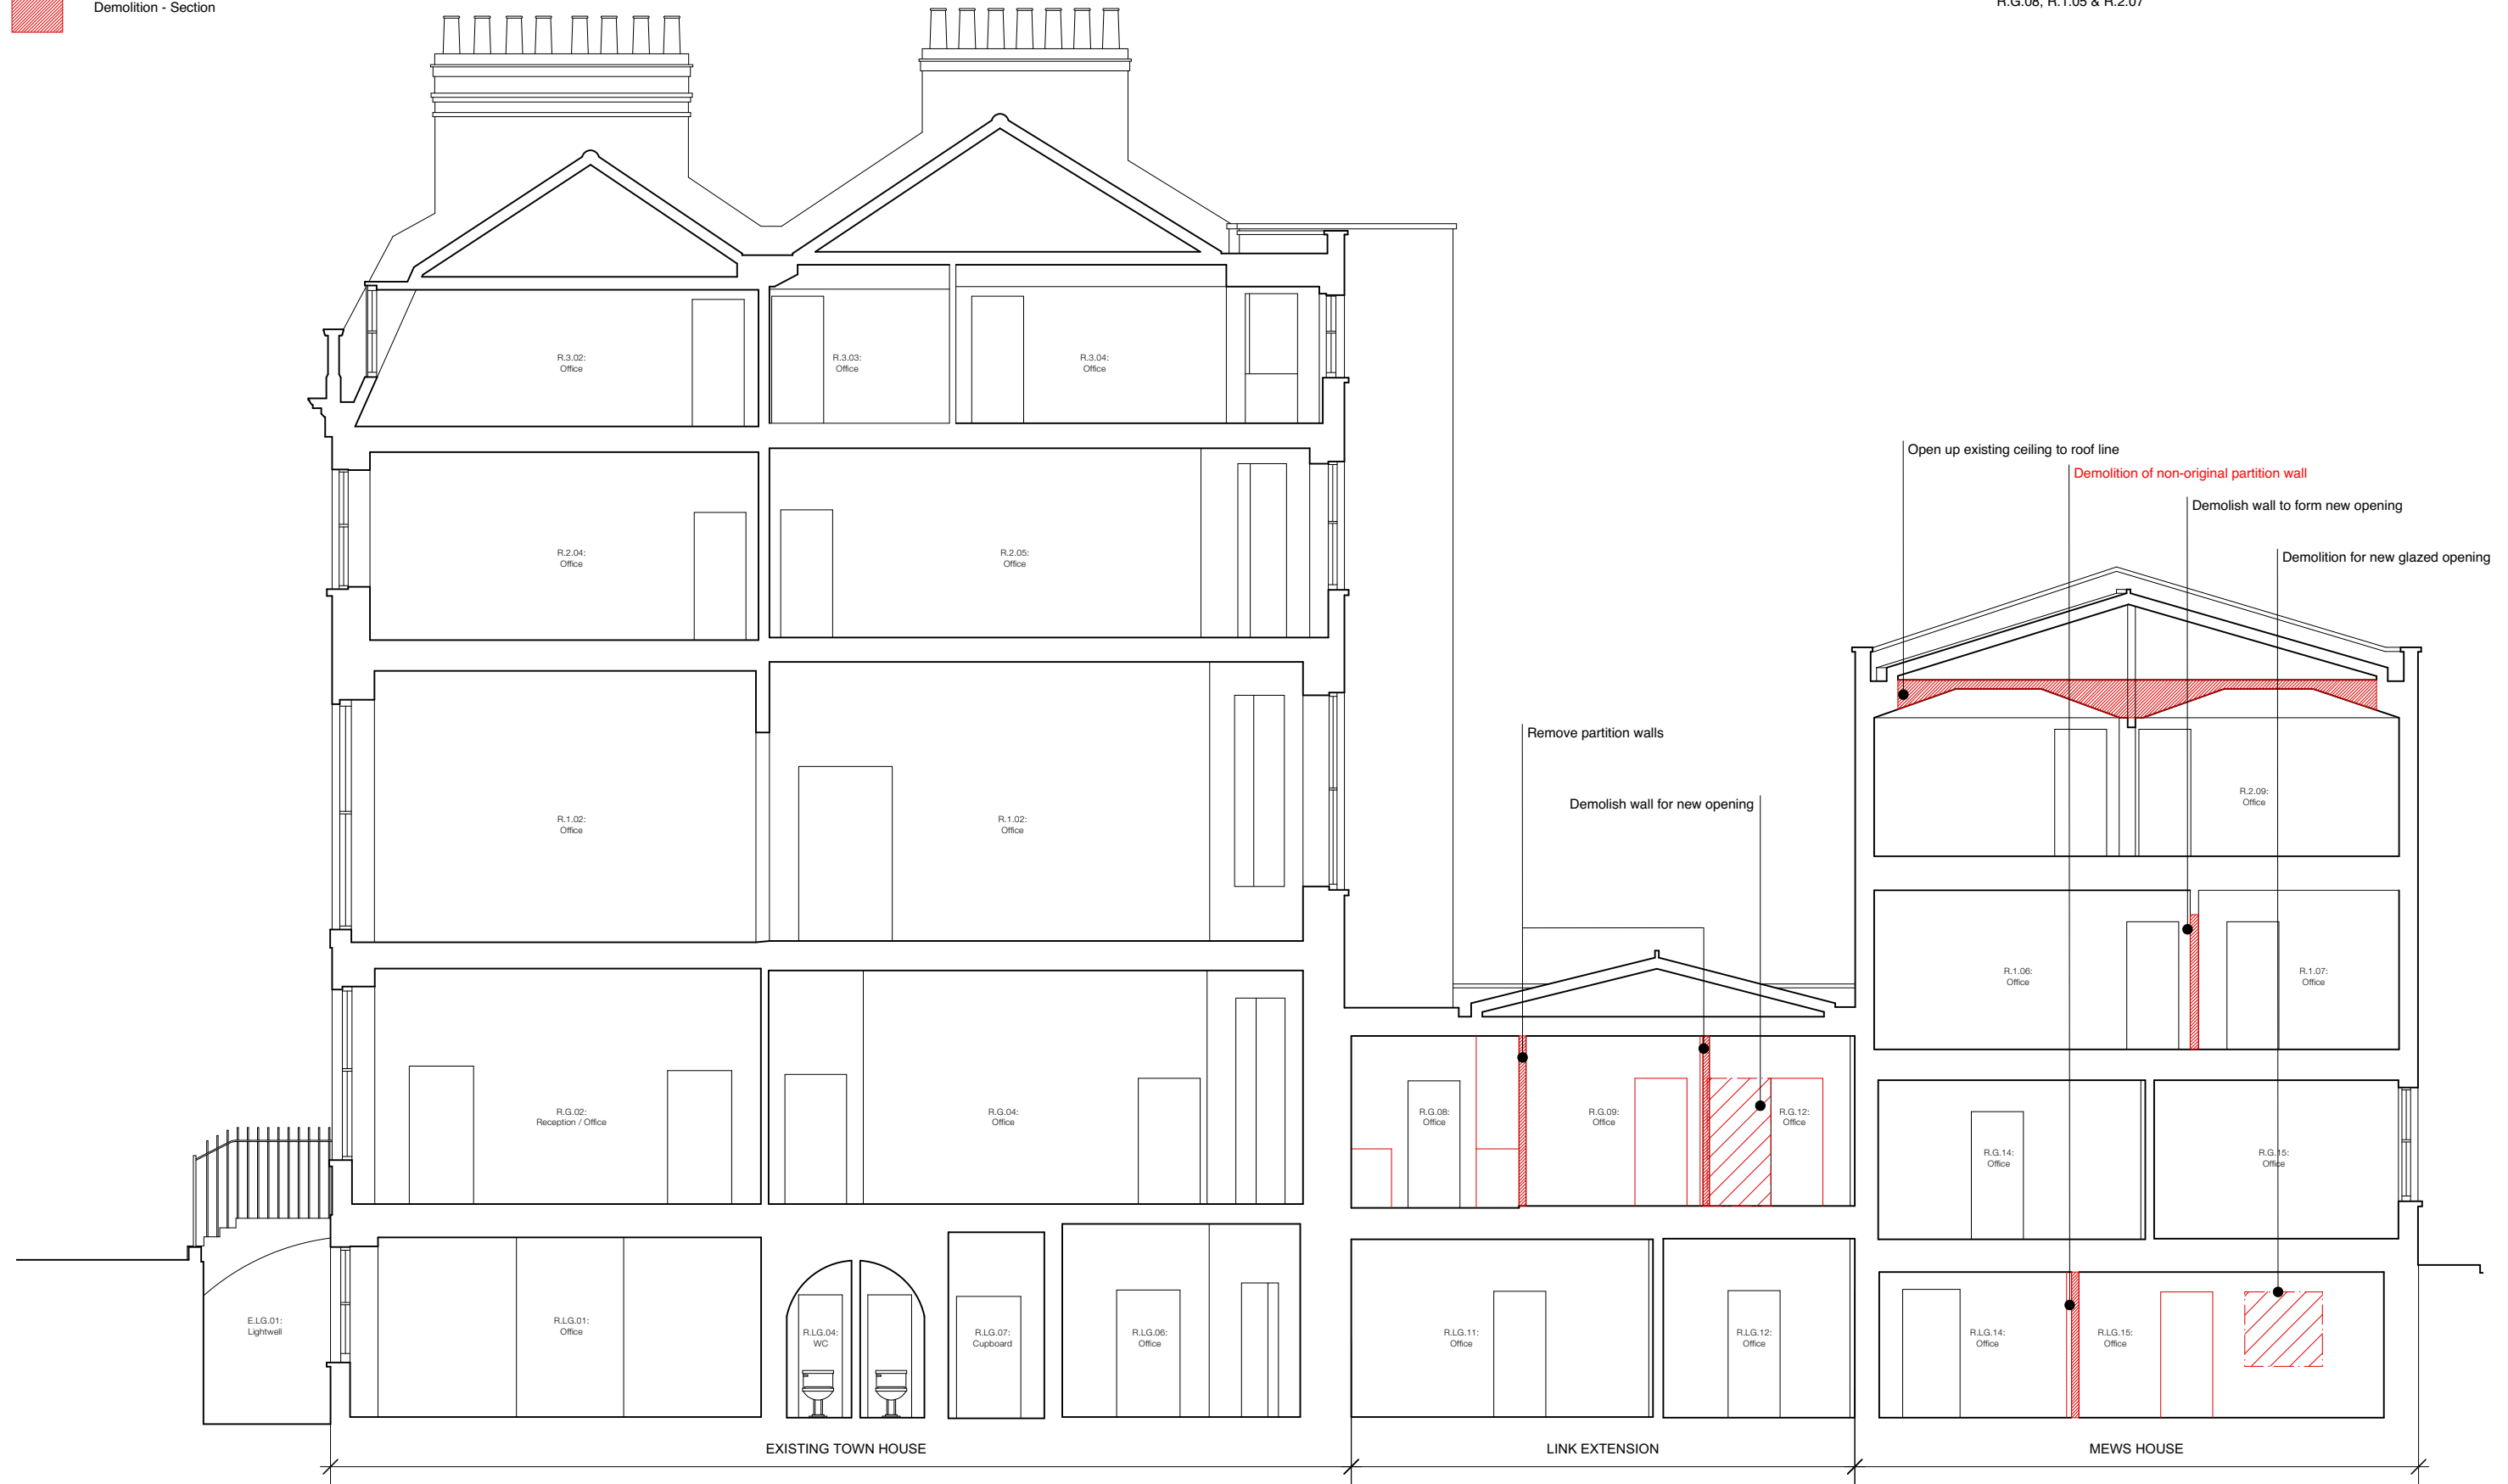 Demolition - Section
R.G.08, R.1.05 & R.2.07
R.3.02:
Office
R.3.03:
Office
R.3.04:
Office
Open up existing ceiling to roof line
Demolition of non-original partition wall
Demolish wall to form new opening
Demolition for new glazed opening
R.2.04:
Office
R.2.05:
Office
Remove partition walls
Demolish wall for new opening
R.2.09:
Office
R.1.02:
Office
R.1.02:
Office
R.1.06:
Office
R.1.07:
Office
R.G.02:
Reception / Office
R.G.04:
Office
R.G.08:
Office
R.G.09:
Office
R.G.12:
Office
R.G.14:
Office
R.G.15:
Office
E.LG.01:
Lightwell
R.LG.01:
Office
R.LG.04:
WC
R.LG.07:
Cupboard
R.LG.06:
Office
R.LG.11:
Office
R.LG.12:
Office
R.LG.14:
Office
R.LG.15:
Office
EXISTING TOWN HOUSE
LINK EXTENSION
MEWS HOUSE